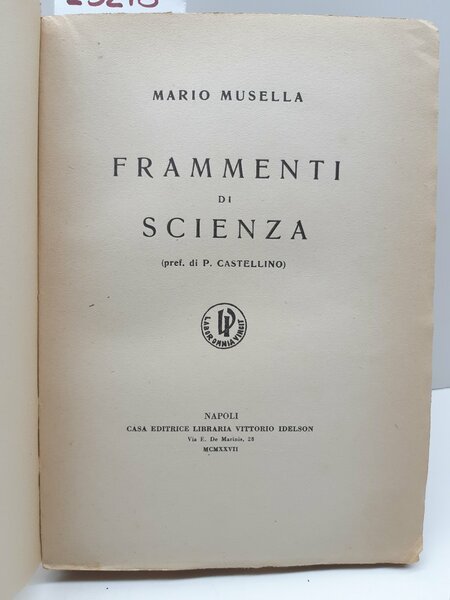 MARIO MUSELLA
FRAMMENTI
DI
SCIENZA
(pref. di P. CASTELLINO)
LABOR OMNIA VINCIT
NAPOLI
CASA EDITRICE LIBRARIA VITTORIO IDELSON
Via E. De Marinis, 28
MCMXXVII